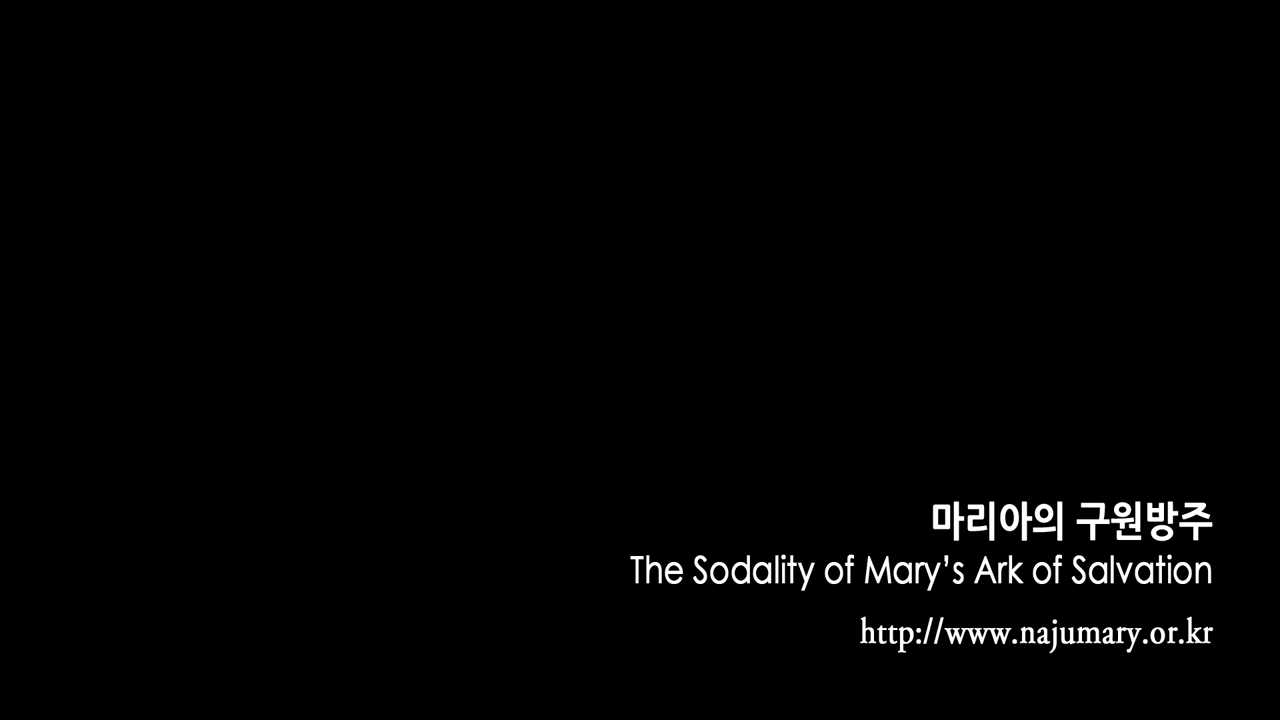 마리아의 구원방주
The Sodality of Mary’s Ark of Salvation
http://www.najumary.or.kr